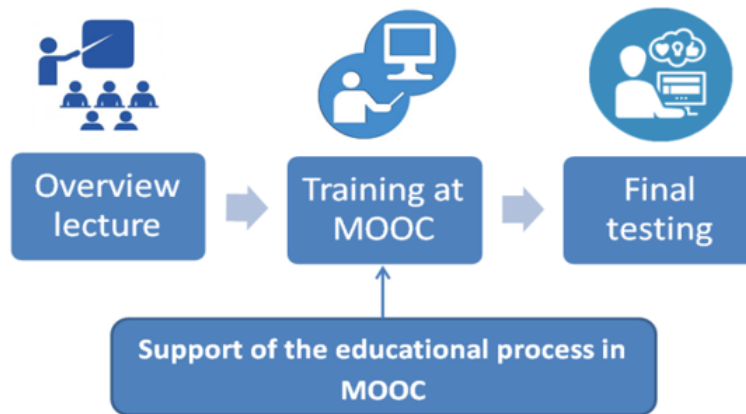 Overview
lecture
Training at
MOOC
Final
testing
Support of the educational process in
MOOC